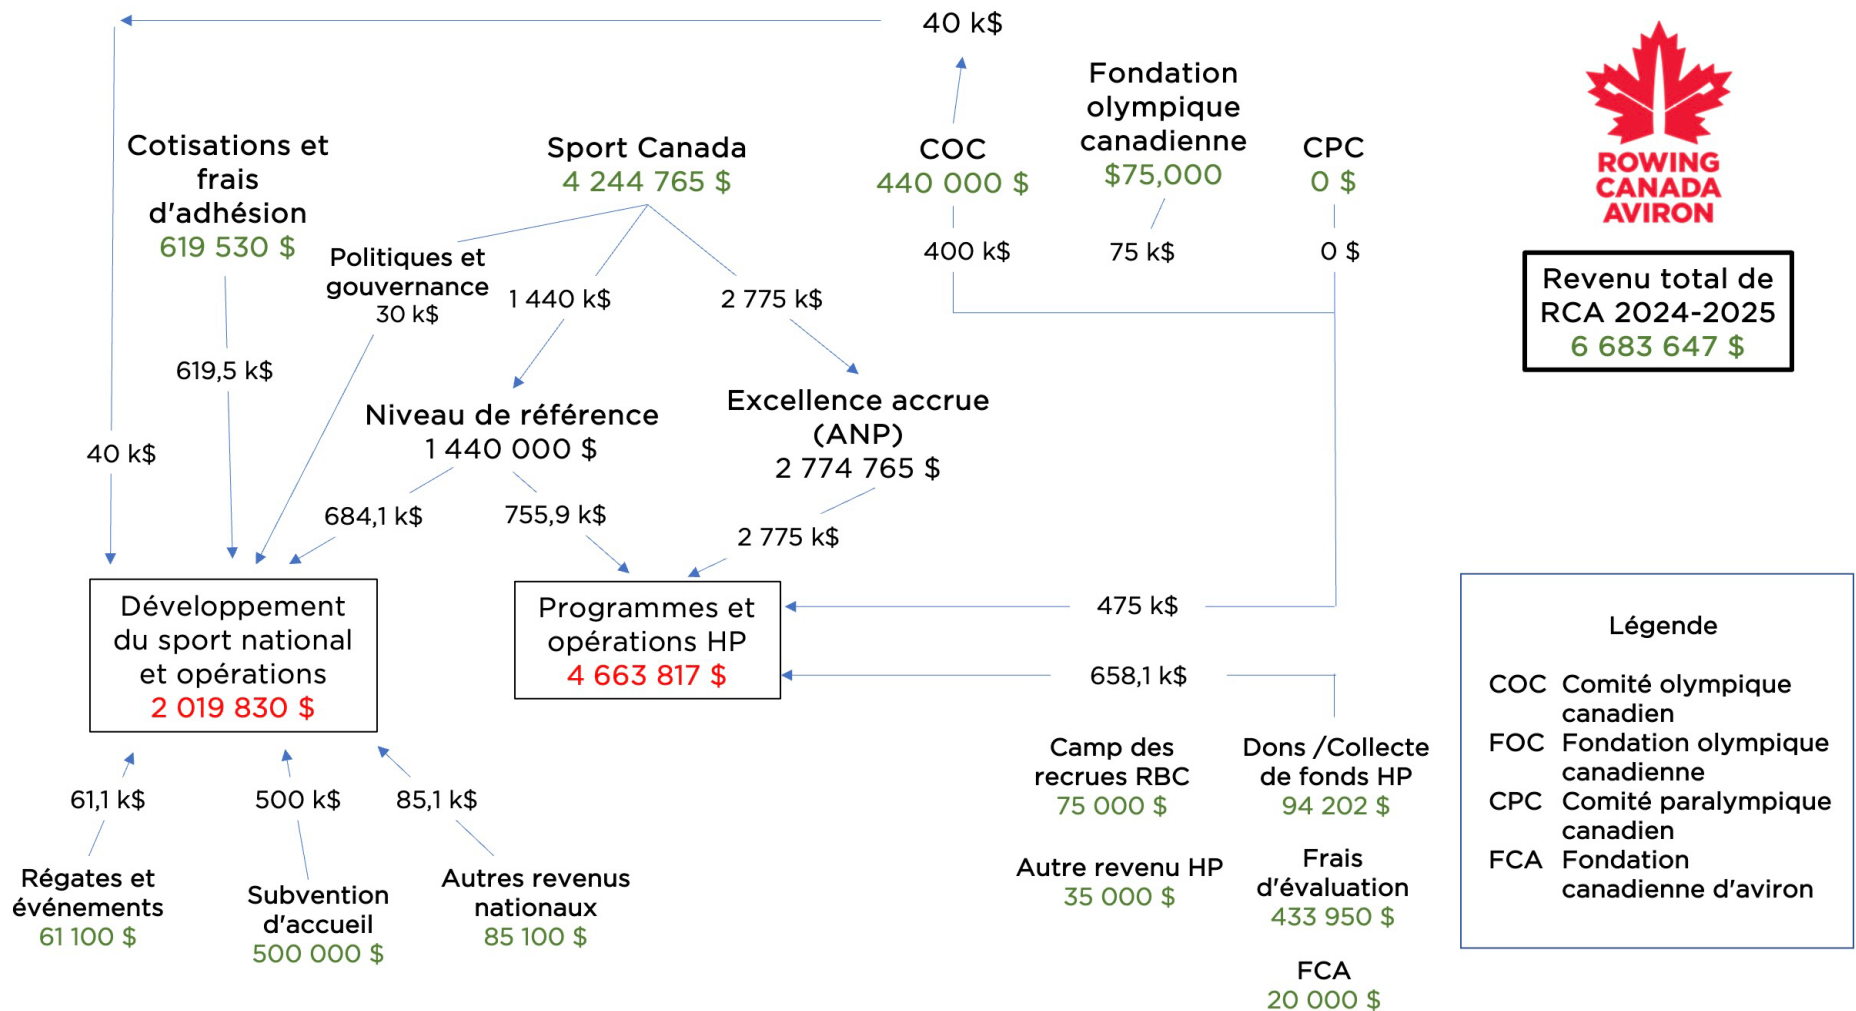 40 k$
Fondation
olympique
canadienne
$75,000
Cotisations et
frais
d'adhésion
619 530 $
Sport Canada
4 244 765 $
COC
440 000 $
CPC
0 $
ROWING
CANADA
AVIRON
Politiques et
gouvernance
30 k$
1 440 k$
2 775 k$
400 k$
75 k$
0 $
Revenu total de
RCA 2024-2025
6 683 647 $
619,5 k$
40 k$
Niveau de référence
1 440 000 $
Excellence accrue
(ANP)
2 774 765 $
684,1 k$
755,9 k$
2 775 k$
Développement
du sport national
et opérations
2 019 830 $
Programmes et
opérations HP
4 663 817 $
475 k$
658,1 k$
61,1 k$
500 k$
85,1 k$
Régates et
événements
61 100 $
Subvention
d'accueil
500 000 $
Autres revenus
nationaux
85 100 $
Camp des
recrues RBC
75 000 $
Dons /Collecte
de fonds HP
94 202 $
Autre revenu HP
35 000 $
Frais
d'évaluation
433 950 $
FCA
20 000 $
Légende
COC Comité olympique
canadien
FOC Fondation olympique
canadienne
CPC Comité paralympique
canadien
FCA Fondation
canadienne d'aviron